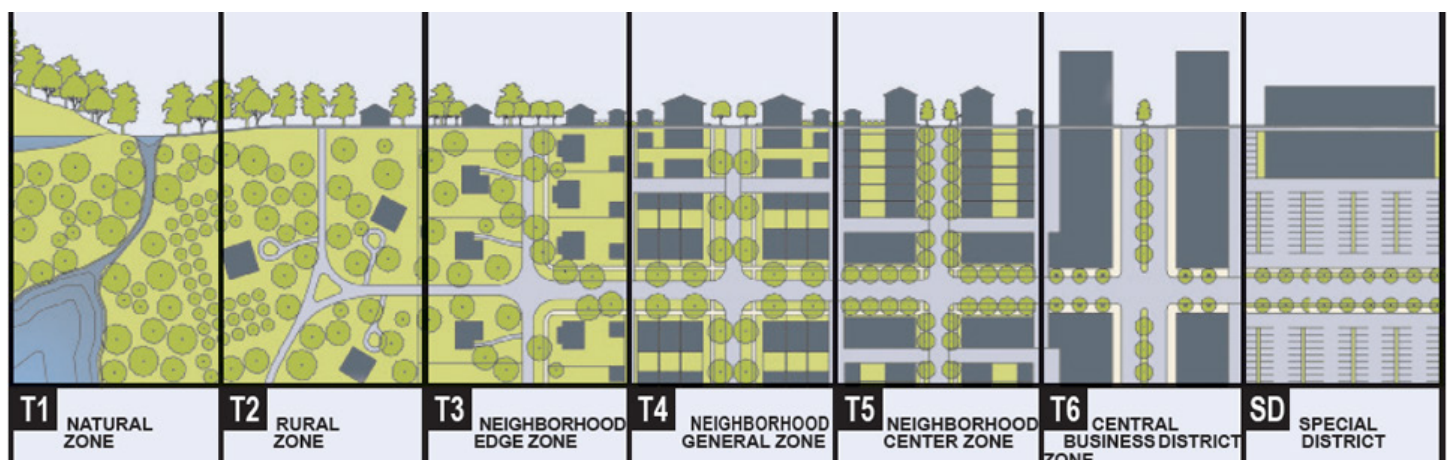 T1 NATURAL
ZONE
T2 RURAL
ZONE
T3 NEIGHBORHOOD
EDGE ZONE
T4 NEIGHBORHOOD
GENERAL ZONE
T5 NEIGHBORHOOD
CENTER ZONE
T6 CENTRAL
BUSINESS DISTRICT
ZONE
SD SPECIAL
DISTRICT